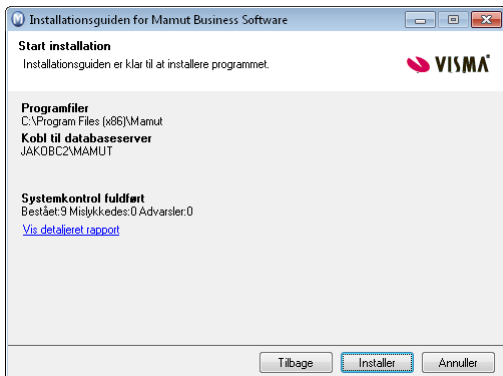 Installationsguiden for Mamut Business Software
Start installation
Installationsguiden er klar til at installere programmet.
VISMA
Programfiler
C:\Program Files (x86)\Mamut
Kobl til databaseserver
JAKOBC2\MAMUT
Systemkontrol fuldført
Bestået:9 Mislykkedes:0 Advarsler:0
Vis detaljeret rapport
Tilbage
Installer
Annuller